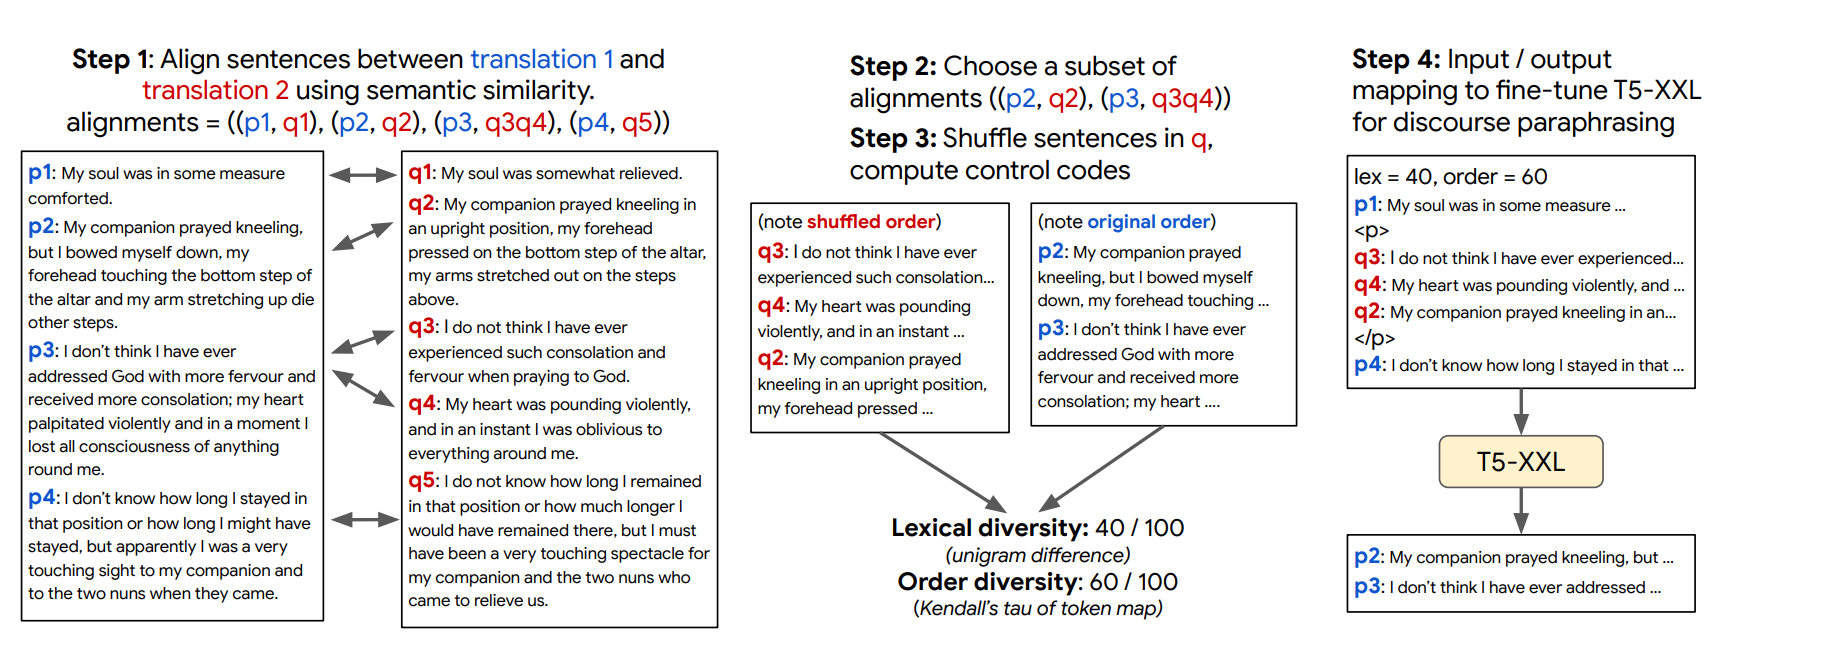 Step 1: Align sentences between translation 1 and
translation 2 using semantic similarity.
alignments = ((p1, q1), (p2, q2), (p3, q3q4), (p4, q5))
p1: My soul was in some measure
comforted.
p2: My companion prayed kneeling,
but I bowed myself down, my
forehead touching the bottom step of
the altar and my arm stretching up die
other steps.
p3: I don't think I have ever
addressed God with more fervour and
received more consolation; my heart
palpitated violently and in a moment I
lost all consciousness of anything
round me.
p4: I don't know how long I stayed in
that position or how long I might have
stayed, but apparently I was a very
touching sight to my companion and
to the two nuns when they came.
q1: My soul was somewhat relieved.
q2: My companion prayed kneeling in
an upright position, my forehead
pressed on the bottom step of the altar,
my arms stretched out on the steps
above.
q3: I do not think I have ever
experienced such consolation and
fervour when praying to God.
q4: My heart was pounding violently,
and in an instant I was oblivious to
everything around me.
q5: I do not know how long I remained
in that position or how much longer I
would have remained there, but I must
have been a very touching spectacle for
my companion and the two nuns who
came to relieve us.
Step 2: Choose a subset of
alignments ((p2, q2), (p3, q3q4))
Step 3: Shuffle sentences in q,
compute control codes
(note shuffled order)
q3: I do not think I have ever
experienced such consolation...
q4: My heart was pounding
violently, and in an instant ...
q2: My companion prayed
kneeling in an upright position,
my forehead pressed ...
(note original order)
p2: My companion prayed
kneeling, but I bowed myself
down, my forehead touching ...
p3: I don't think I have ever
addressed God with more
fervour and received more
consolation; my heart ....
Lexical diversity: 40 / 100
(unigram difference)
Order diversity: 60 / 100
(Kendall's tau of token map)
Step 4: Input / output
mapping to fine-tune T5-XXL
for discourse paraphrasing
lex = 40, order = 60
p1: My soul was in some measure ...
<p>
q3: I do not think I have ever experienced...
q4: My heart was pounding violently, and ...
q2: My companion prayed kneeling in an...
</p>
p4: I don't know how long I stayed in that ...
T5-XXL
p2: My companion prayed kneeling, but ...
p3: I don't think I have ever addressed ...